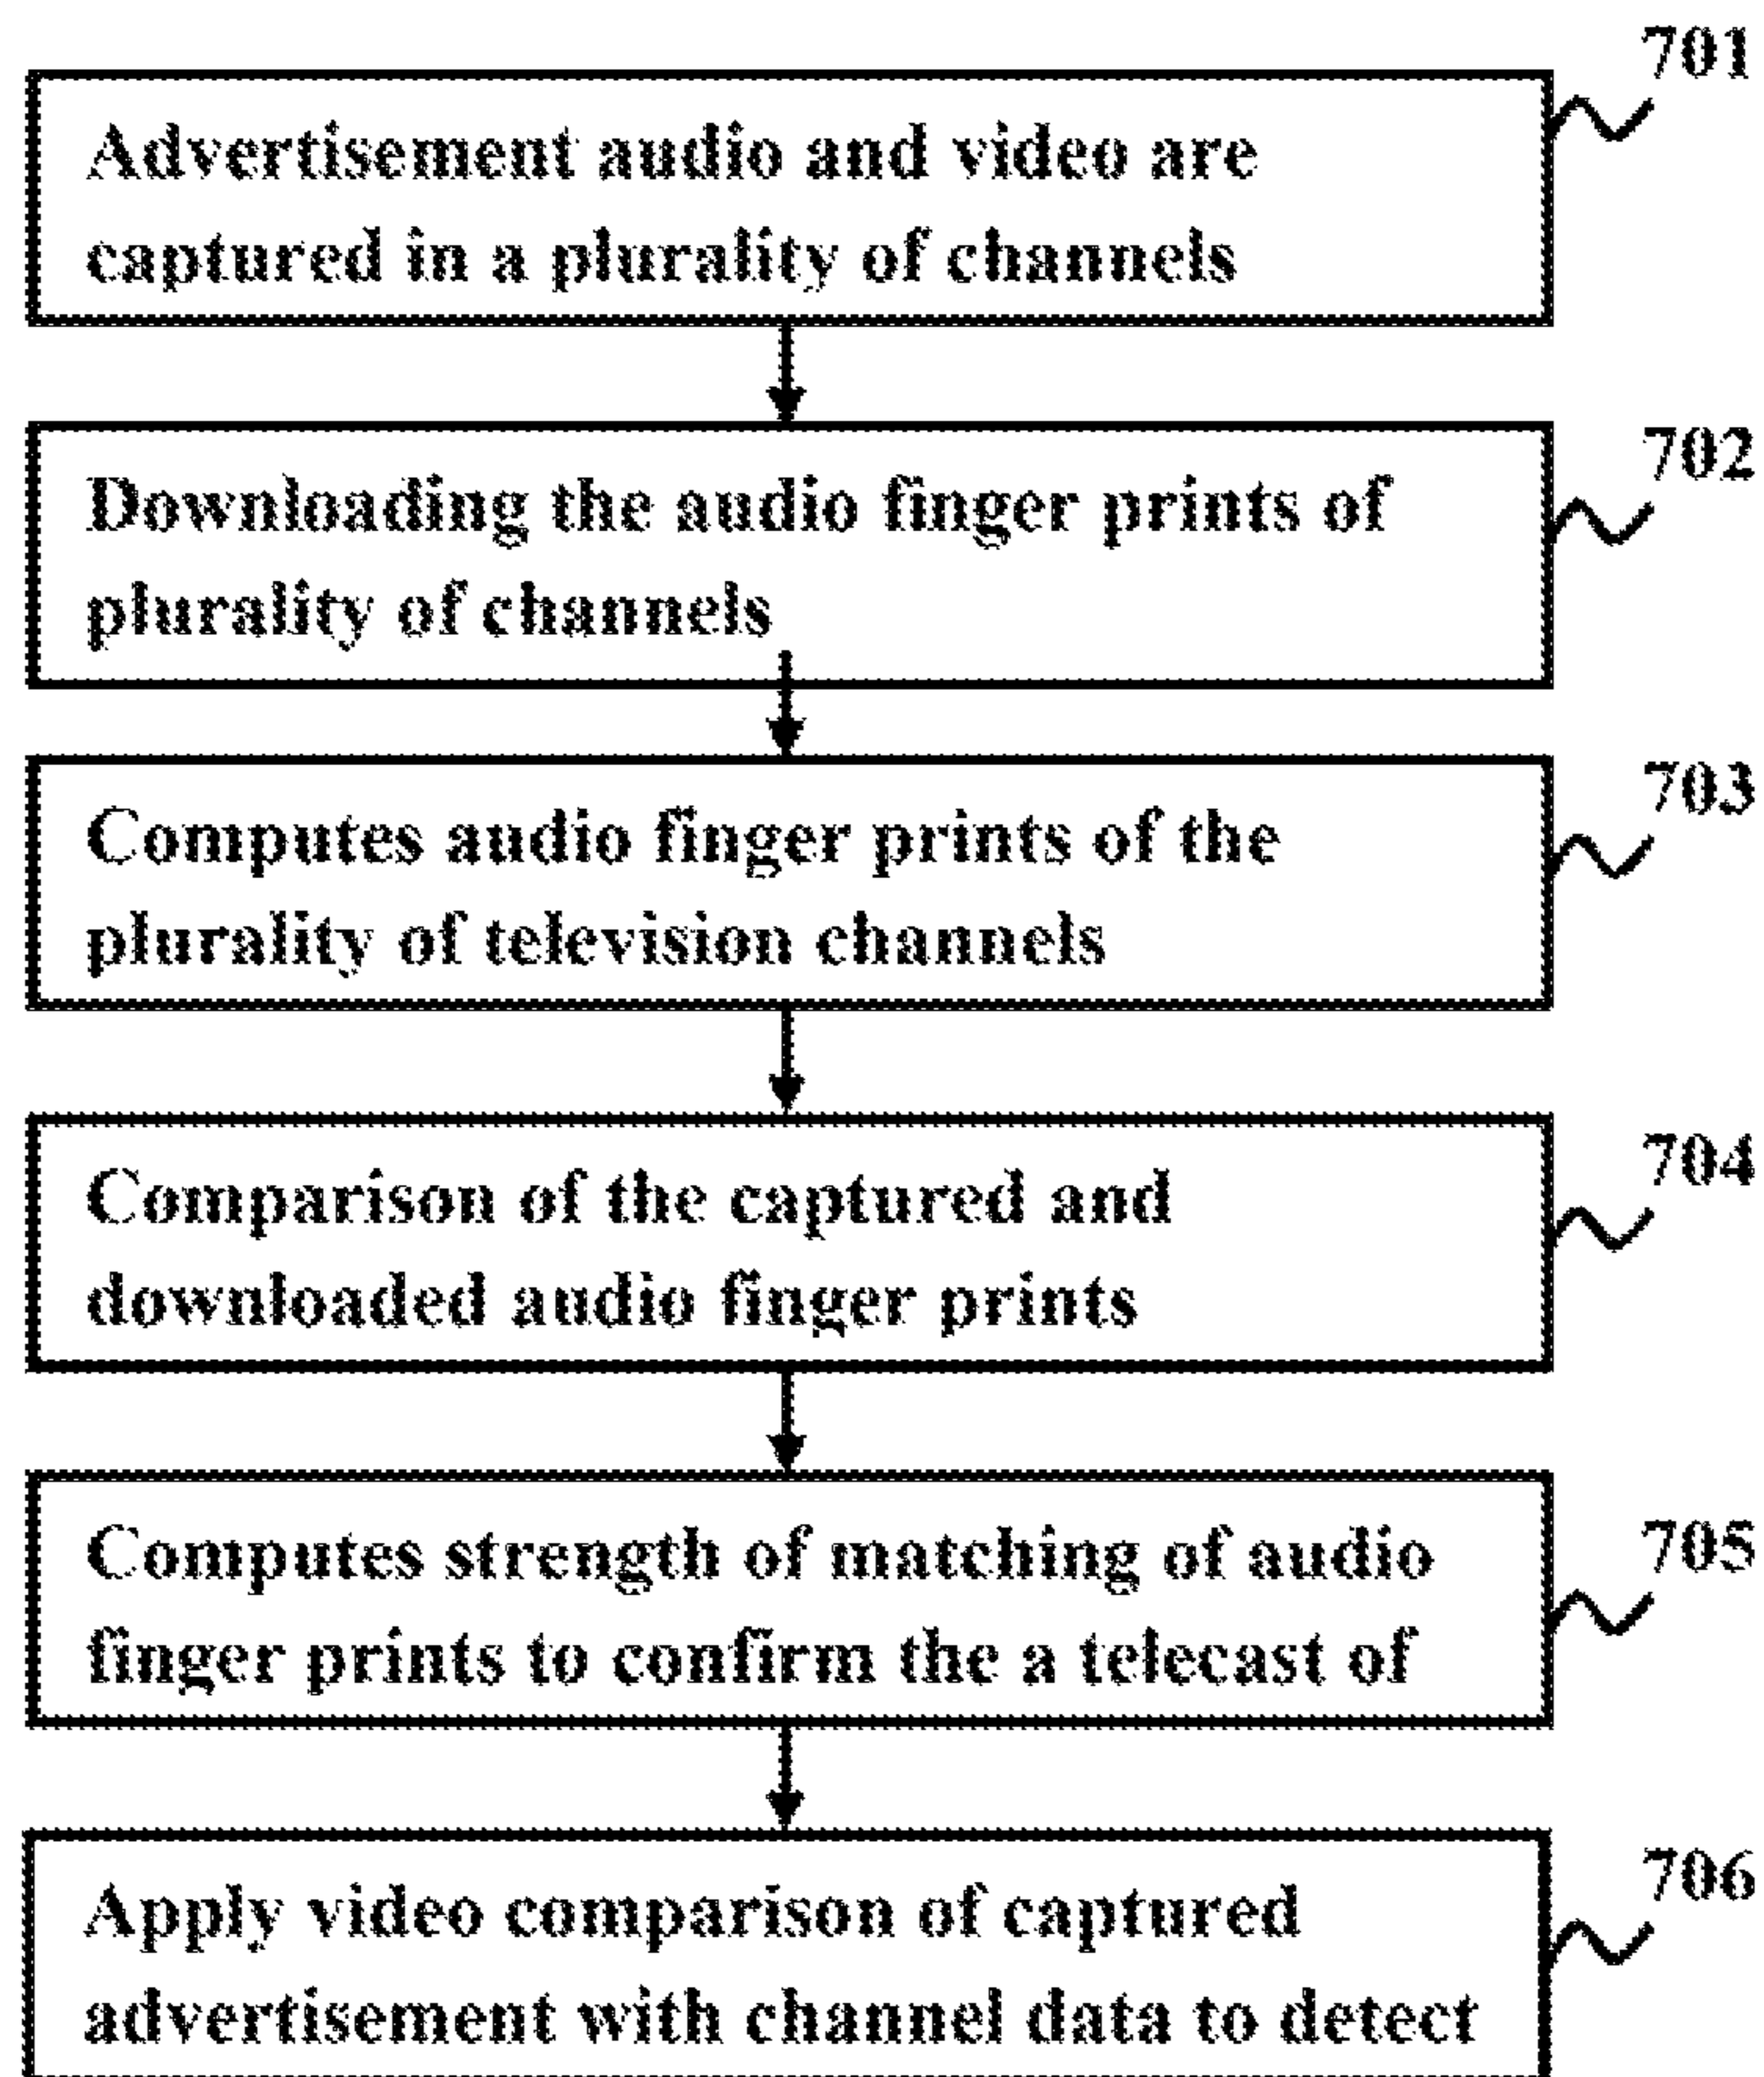 701
Advertisement audio and video are
captured in a plurality of channels
702
Downloading the audio finger prints of
plurality of channels
703
Computes audio finger prints of the
plurality of television channels
704
Comparison of the captured and
downloaded audio finger prints
705
Computes strength of matching of audio
finger prints to confirm the a telecast of
706
Apply video comparison of captured
advertisement with channel data to detect